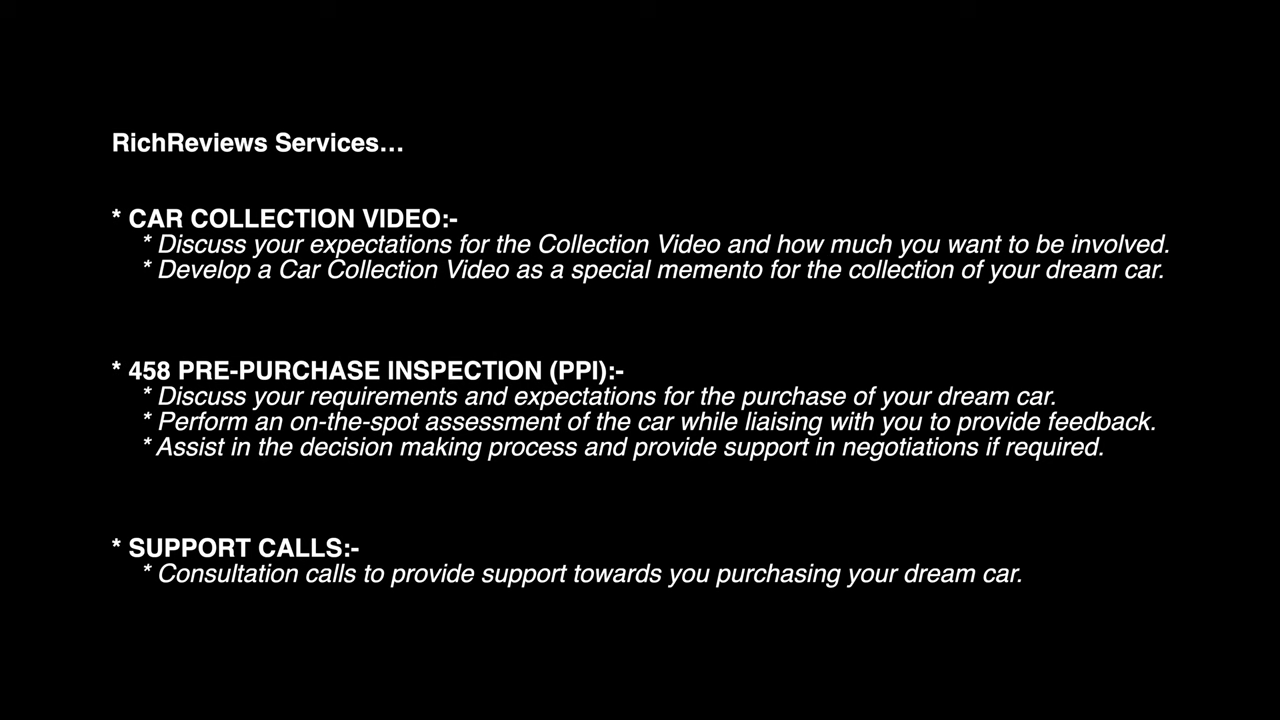 RichReviews Services…
* CAR COLLECTION VIDEO:-
* Discuss your expectations for the Collection Video and how much you want to be involved.
* Develop a Car Collection Video as a special memento for the collection of your dream car.
* 458 PRE-PURCHASE INSPECTION (PPI):-
* Discuss your requirements and expectations for the purchase of your dream car.
* Perform an on-the-spot assessment of the car while liaising with you to provide feedback.
* Assist in the decision making process and provide support in negotiations if required.
* SUPPORT CALLS:-
* Consultation calls to provide support towards you purchasing your dream car.